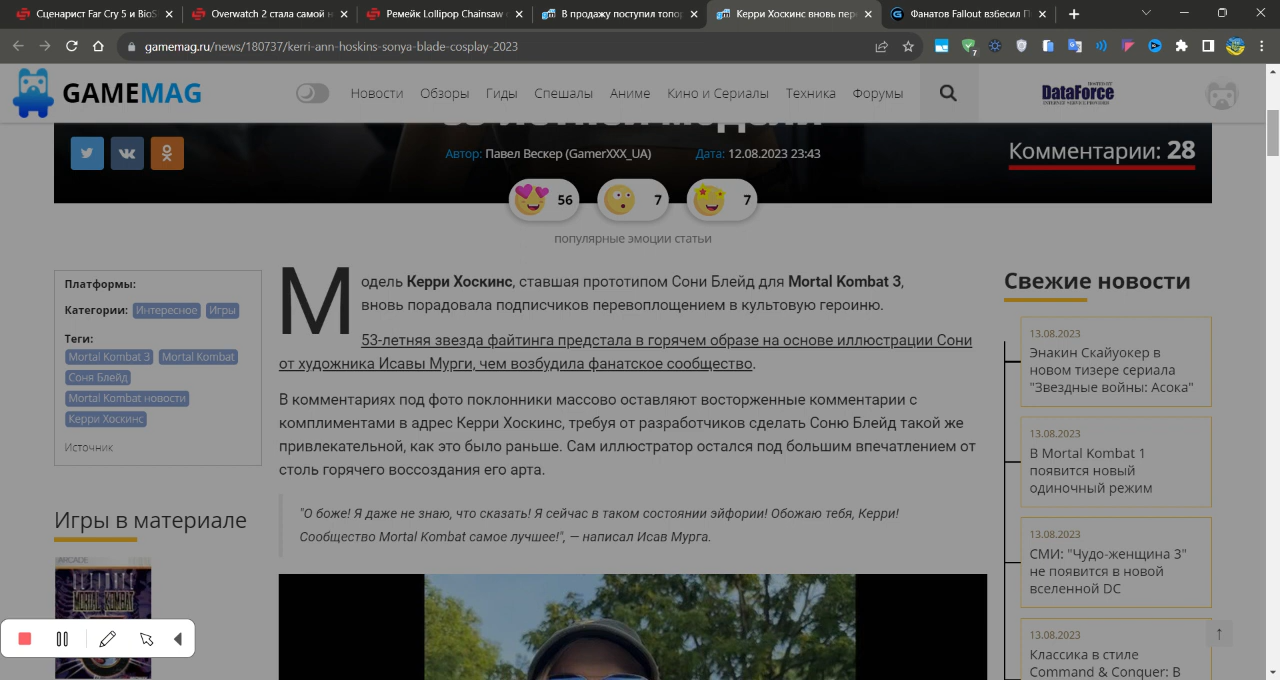 Сценарист Far Cry 5 и BioS
Overwatch 2 стала самой н
Ремейк Lollipop Chainsaw
В продажу поступил топор
Керри Хоскинс вновь пере
Фанатов Fallout взбесил П
gamemag.ru/news/180737/kerri-ann-hoskins-sonya-blade-cosplay-2023
7
GAMEMAG
Новости Обзоры Гиды Спешалы Аниме Кино и Сериалы Техника Форумы
DataForce
Автор: Павел Вескер (GamerXXX_UA) Дата: 12.08.2023 23:43
Комментарии: 28
56 7 7
популярные эмоции статьи
Платформы:
Категории: Интересное Игры
Теги:
Mortal Kombat 3 Mortal Kombat
Соня Блейд
Mortal Kombat новости
Керри Хоскинс
Источник
Игры в материале
ARCADE
ULTIMATE
MORTAL KOMBAT
Модель Керри Хоскинс, ставшая прототипом Сони Блейд для Mortal Kombat 3,
вновь порадовала подписчиков перевоплощением в культовую героиню.
53-летняя звезда файтинга предстала в горячем образе на основе иллюстрации Сони
от художника Исавы Мурги, чем возбудила фанатское сообщество.
В комментариях под фото поклонники массово оставляют восторженные комментарии с
комплиментами в адрес Керри Хоскинс, требуя от разработчиков сделать Соню Блейд такой же
привлекательной, как это было раньше. Сам иллюстратор остался под большим впечатлением от
столь горячего воссоздания его арта.
"О боже! Я даже не знаю, что сказать! Я сейчас в таком состоянии эйфории! Обожаю тебя, Керри!
Сообщество Mortal Kombat самое лучшее!", — написал Исав Мурга.
Свежие новости
13.08.2023
Энакин Скайуокер в
новом тизере сериала
"Звездные войны: Асока"
13.08.2023
В Mortal Kombat 1
появится новый
одиночный режим
13.08.2023
СМИ: "Чудо-женщина 3"
не появится в новой
вселенной DC
13.08.2023
Классика в стиле
Command & Conquer: В